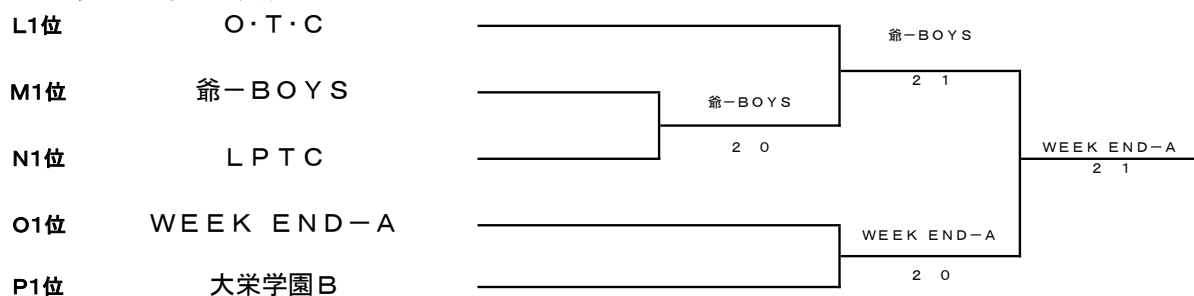 L1位 O・T・C
爺－BOYS
2 1
M1位 爺－BOYS
爺－BOYS
2 0
N1位 LPTC
WEEK END－A
2 1
O1位 WEEK END－A
WEEK END－A
2 0
P1位 大栄学園B